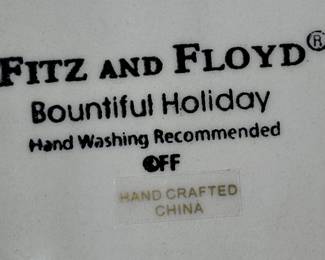 FITZ AND FLOYD®
Bountiful Holiday
Hand Washing Recommended
©FF
HAND CRAFTED
CHINA